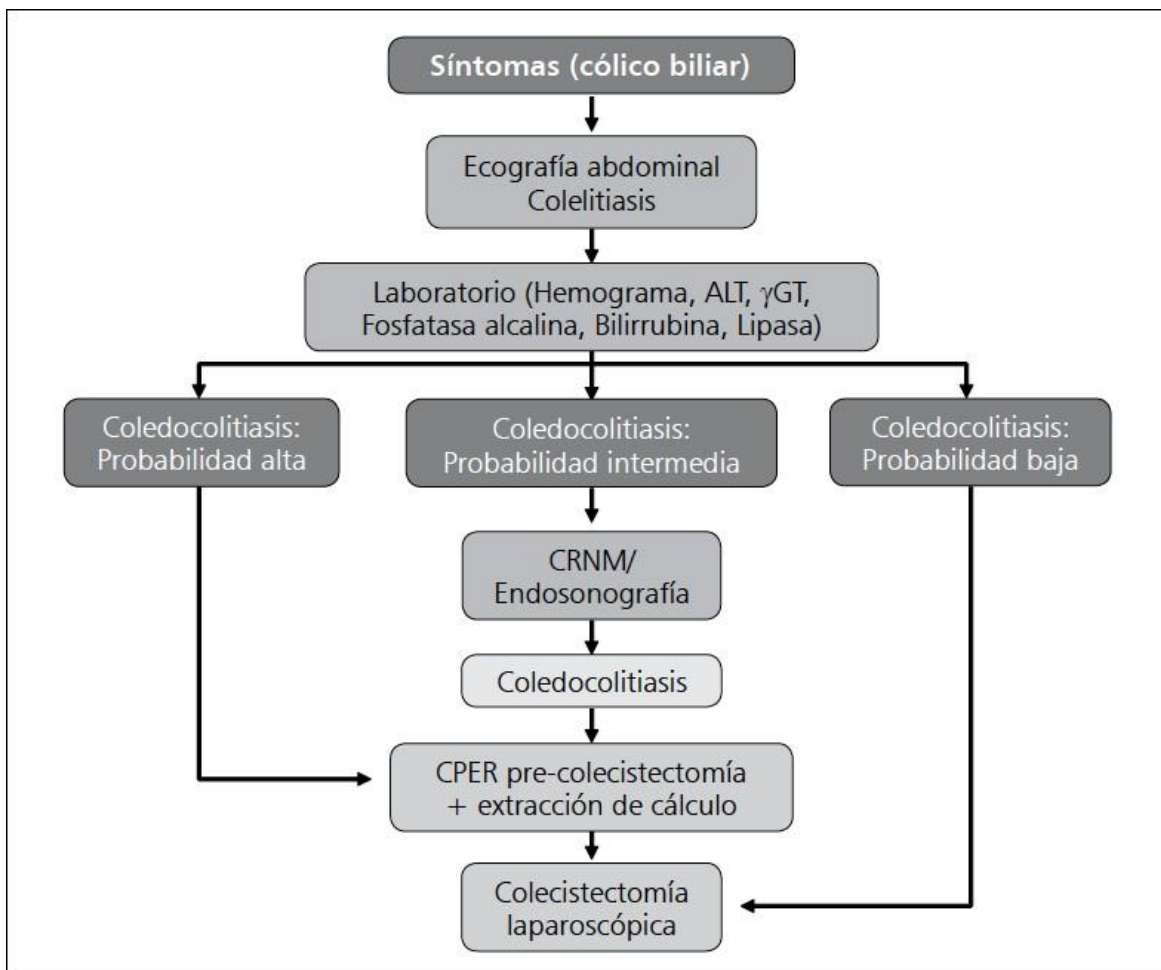 Síntomas (cólico biliar)
Ecografía abdominal
Colelitiasis
Laboratorio (Hemograma, ALT, γGT,
Fosfatasa alcalina, Bilirrubina, Lipasa)
Coledocolitiasis:
Probabilidad alta
Coledocolitiasis:
Probabilidad intermedia
Coledocolitiasis:
Probabilidad baja
CRNM/
Endosonografía
Coledocolitiasis
CPER pre-colecistectomía
+ extracción de cálculo
Colecistectomía
laparoscópica